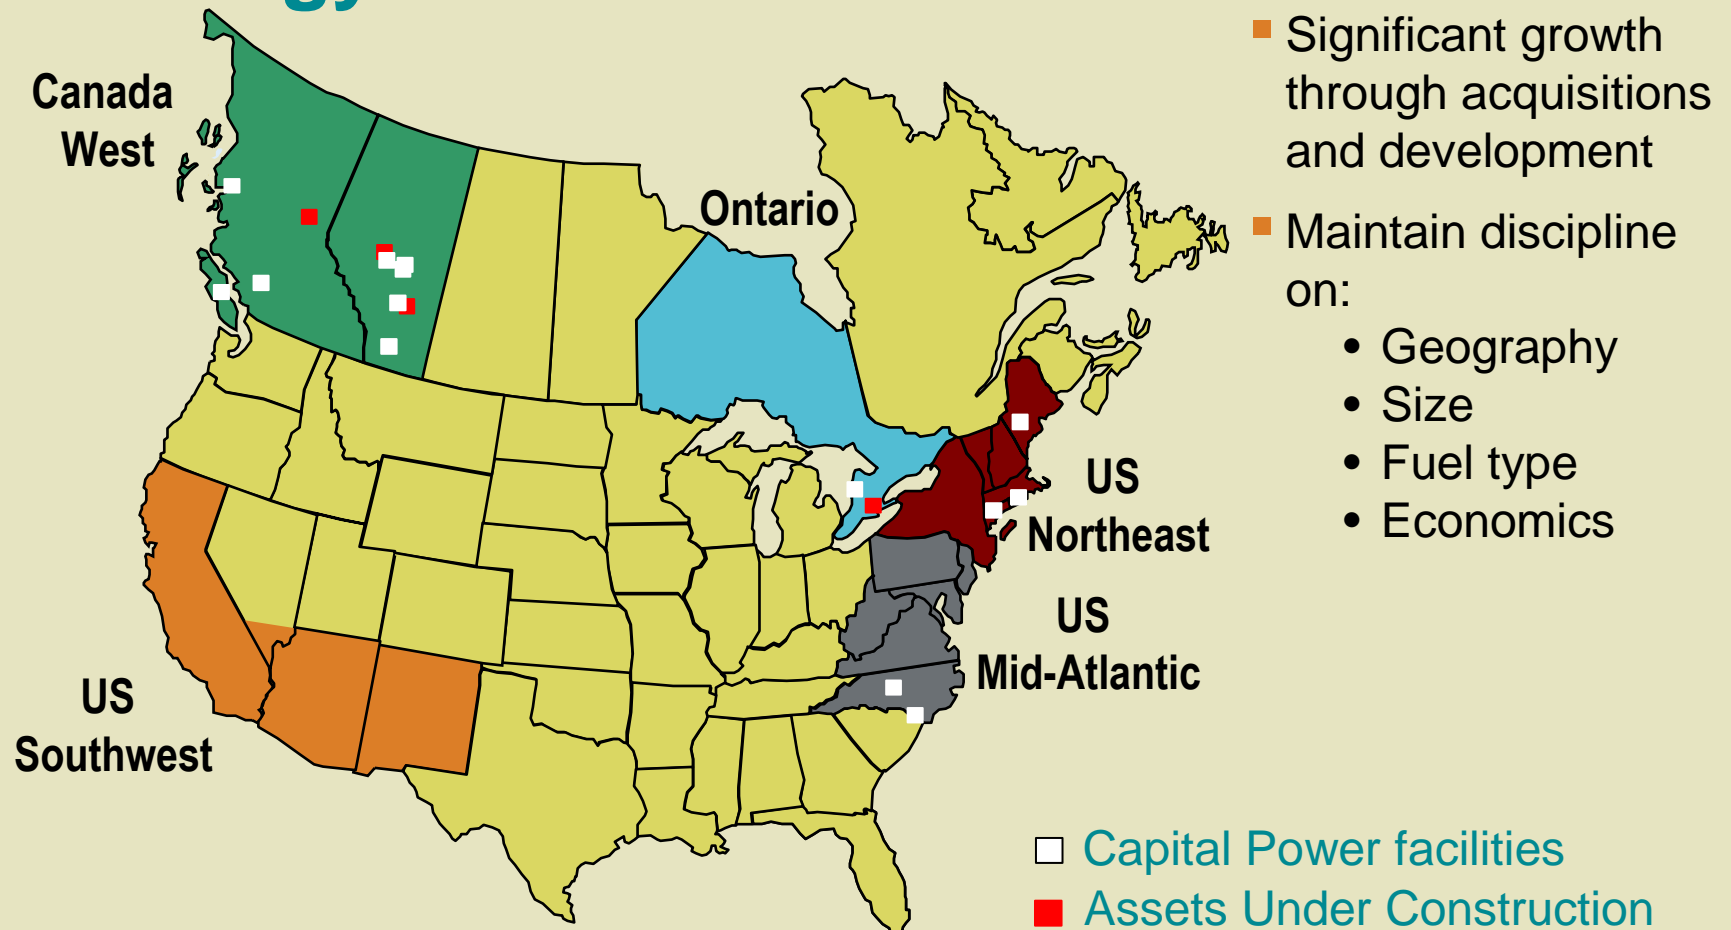 Canada
West
Ontario
US
Northeast
US
Mid-Atlantic
US
Southwest
Significant growth
through acquisitions
and development
Maintain discipline
on:
• Geography
• Size
• Fuel type
• Economics
Capital Power facilities
Assets Under Construction